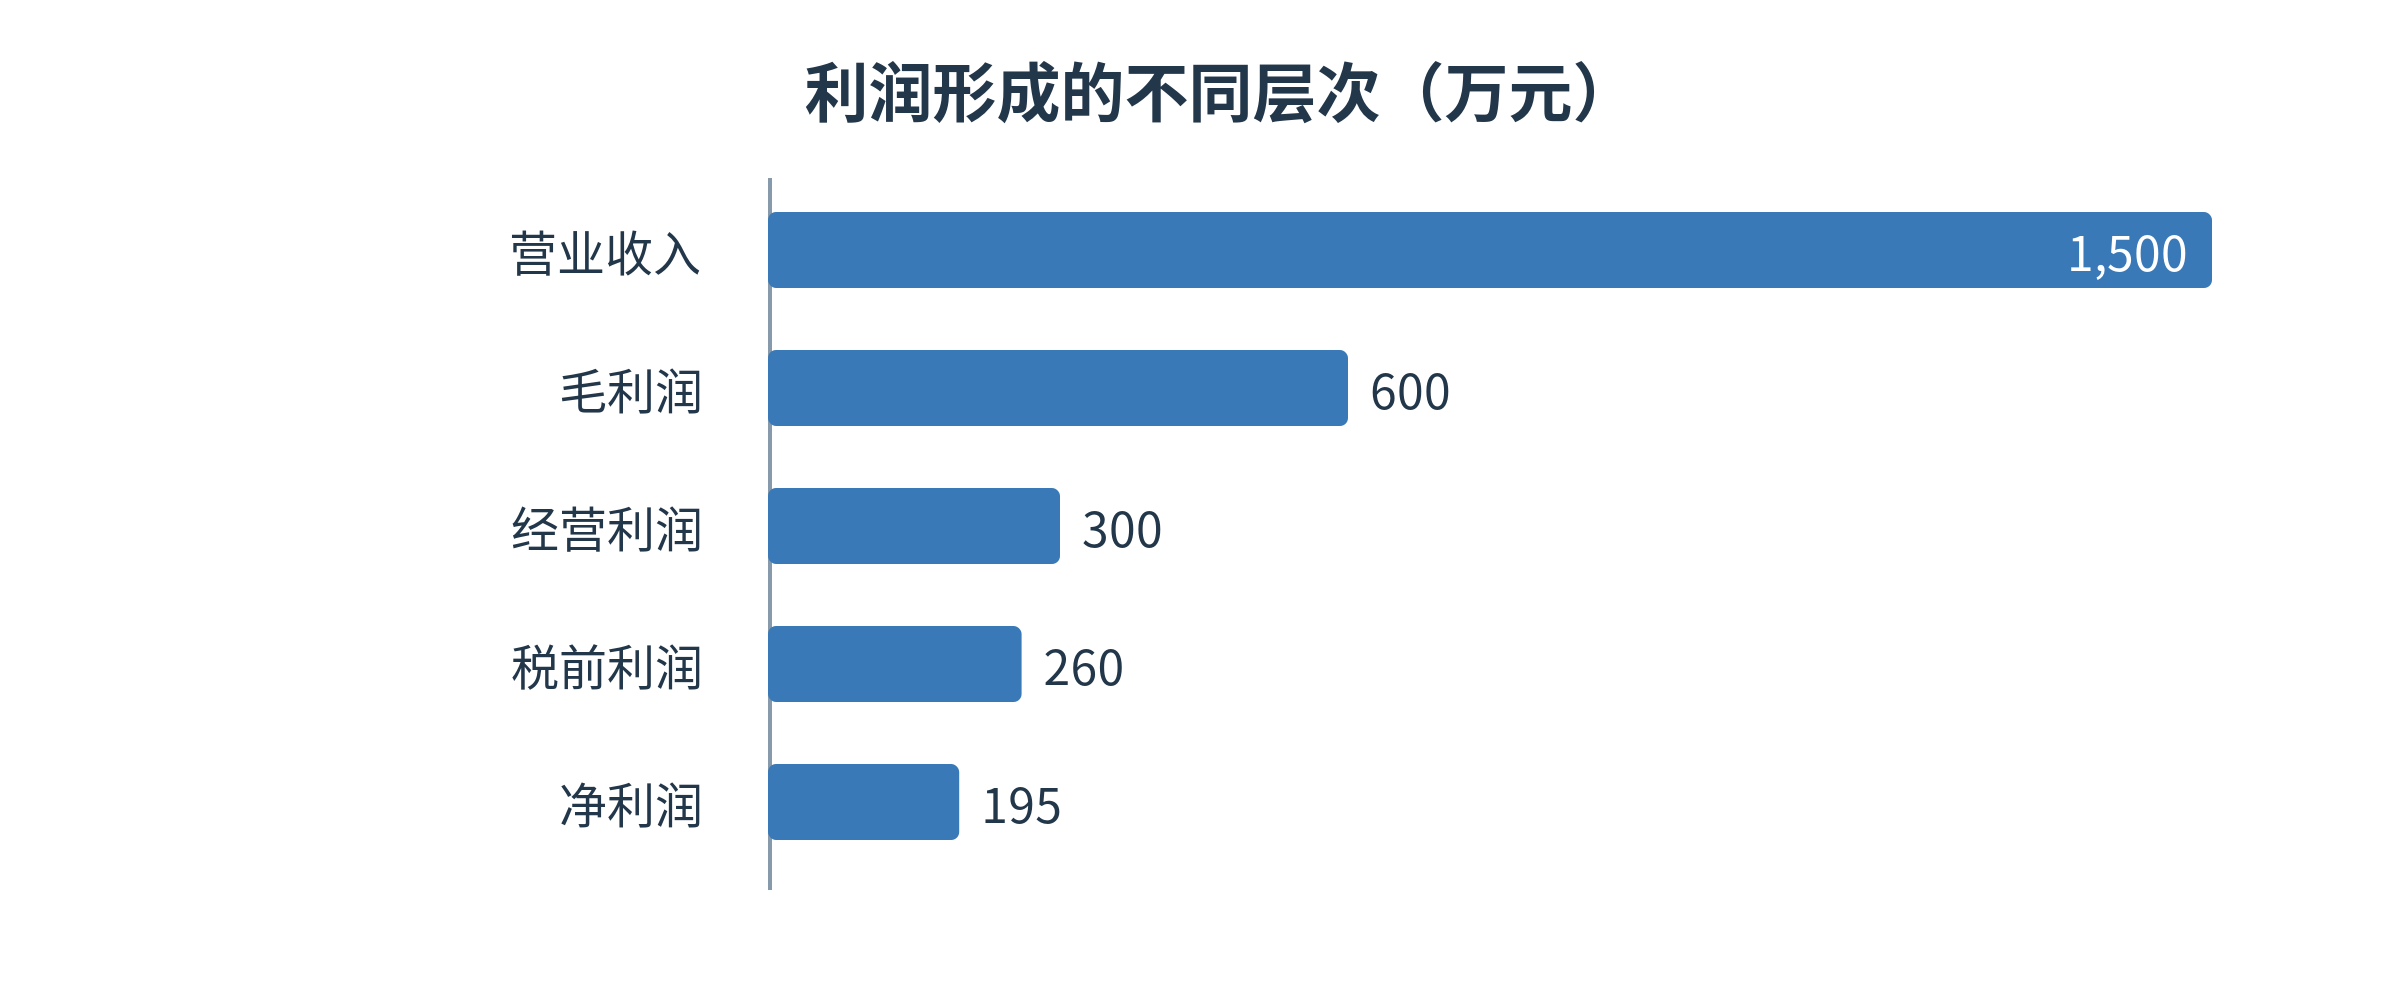 利润形成的不同层次（万元）
营业收入 1,500
毛利润 600
经营利润 300
税前利润 260
净利润 195